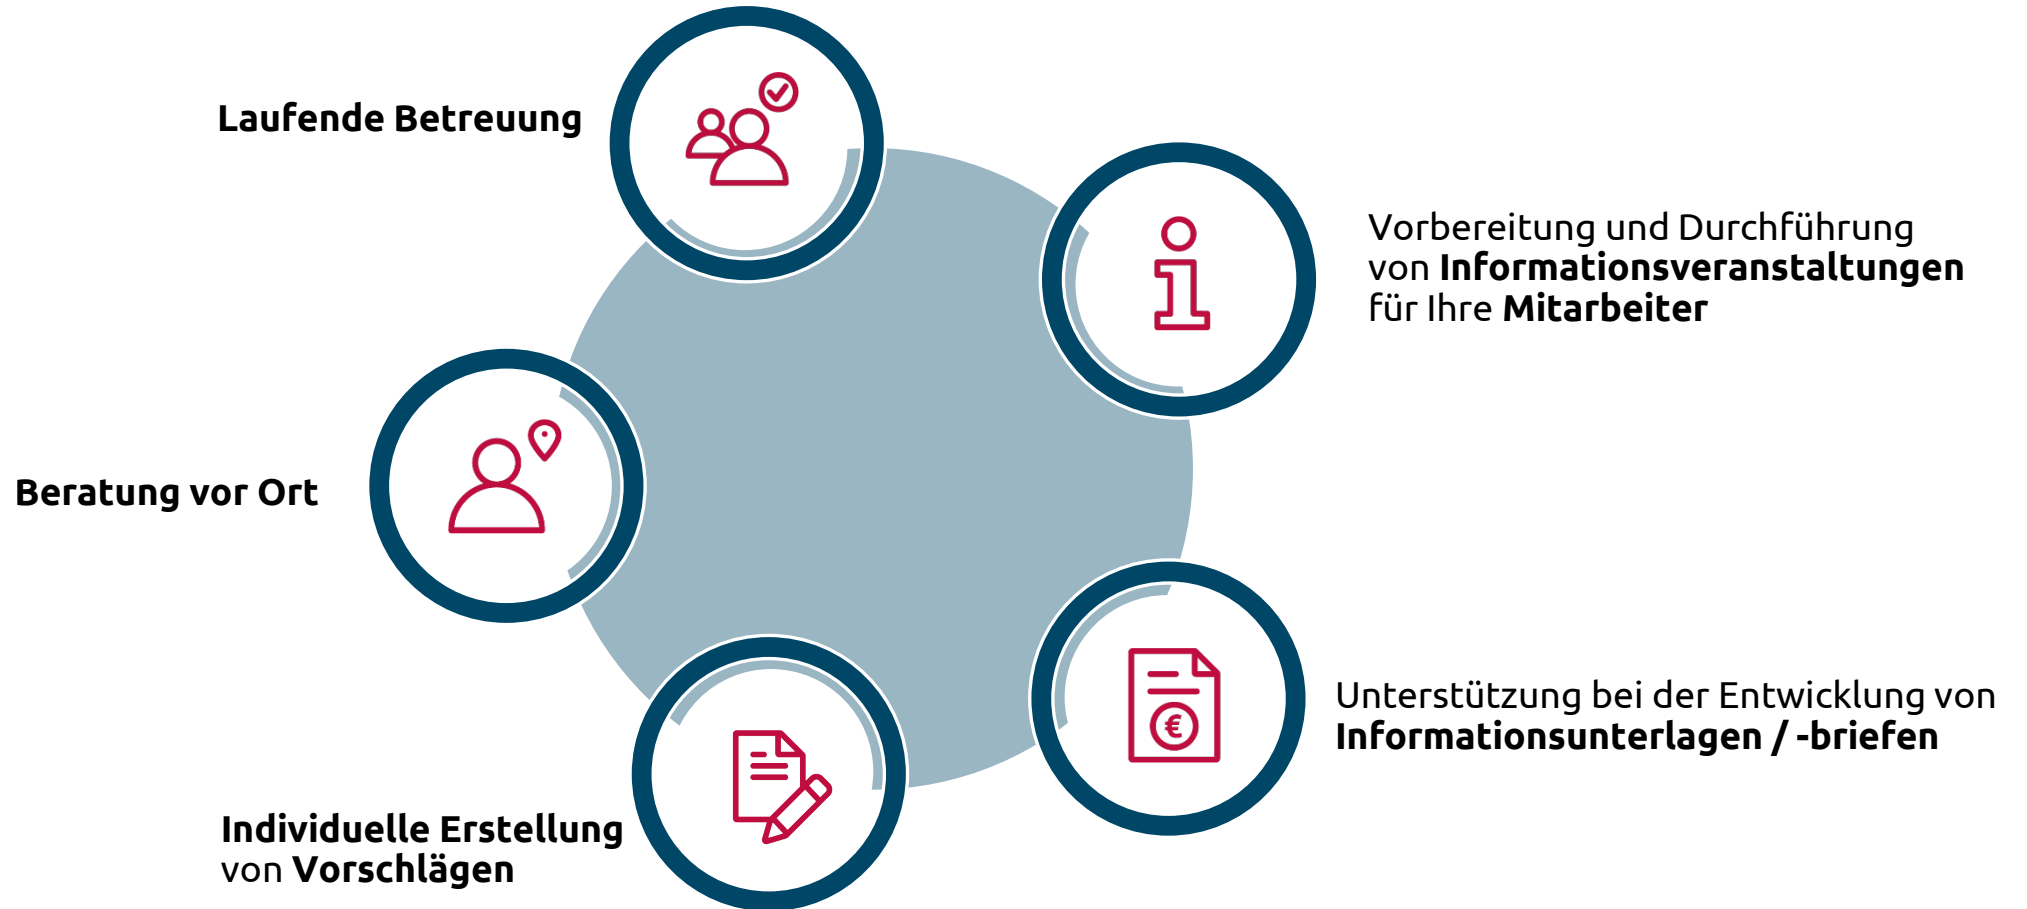 Laufende Betreuung
Vorbereitung und Durchführung
von Informationsveranstaltungen
für Ihre Mitarbeiter
Beratung vor Ort
€
Unterstützung bei der Entwicklung von
Informationsunterlagen / -briefen
Individuelle Erstellung
von Vorschlägen